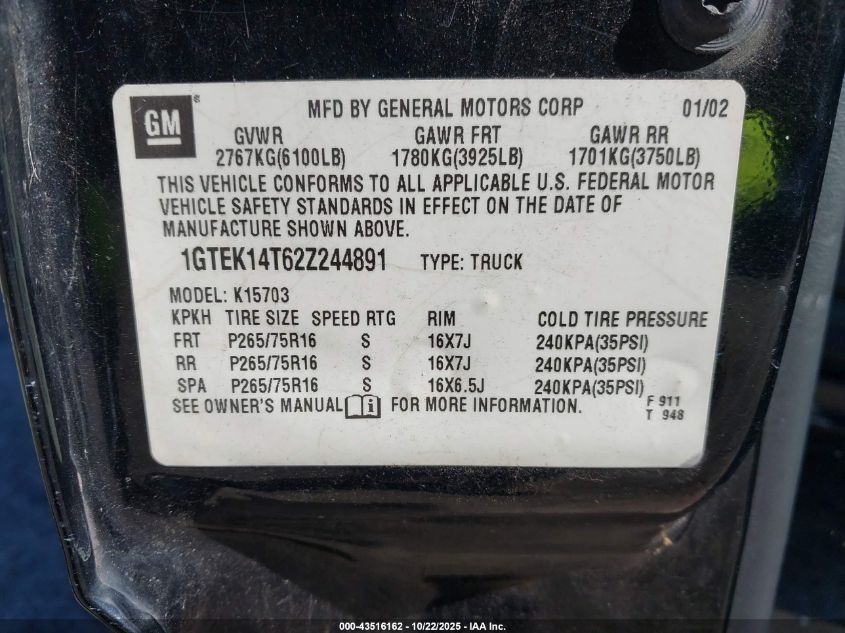 GM ® MFD BY GENERAL MOTORS CORP 01/02
GVWR GAWR FRT GAWR RR
2767KG(6100LB) 1780KG(3925LB) 1701KG(3750LB)
THIS VEHICLE CONFORMS TO ALL APPLICABLE U.S. FEDERAL MOTOR
VEHICLE SAFETY STANDARDS IN EFFECT ON THE DATE OF
MANUFACTURE SHOWN ABOVE.
1GTEK14T62Z244891 TYPE: TRUCK
MODEL: K15703
KPKH TIRE SIZE SPEED RTG RIM COLD TIRE PRESSURE
FRT P265/75R16 S 16X7J 240KPA(35PSI)
RR P265/75R16 S 16X7J 240KPA(35PSI)
SPA P265/75R16 S 16X6.5J 240KPA(35PSI)
SEE OWNER'S MANUAL i FOR MORE INFORMATION.
F 911
T 948
000-43516162 - 10/22/2025 - IAA Inc.